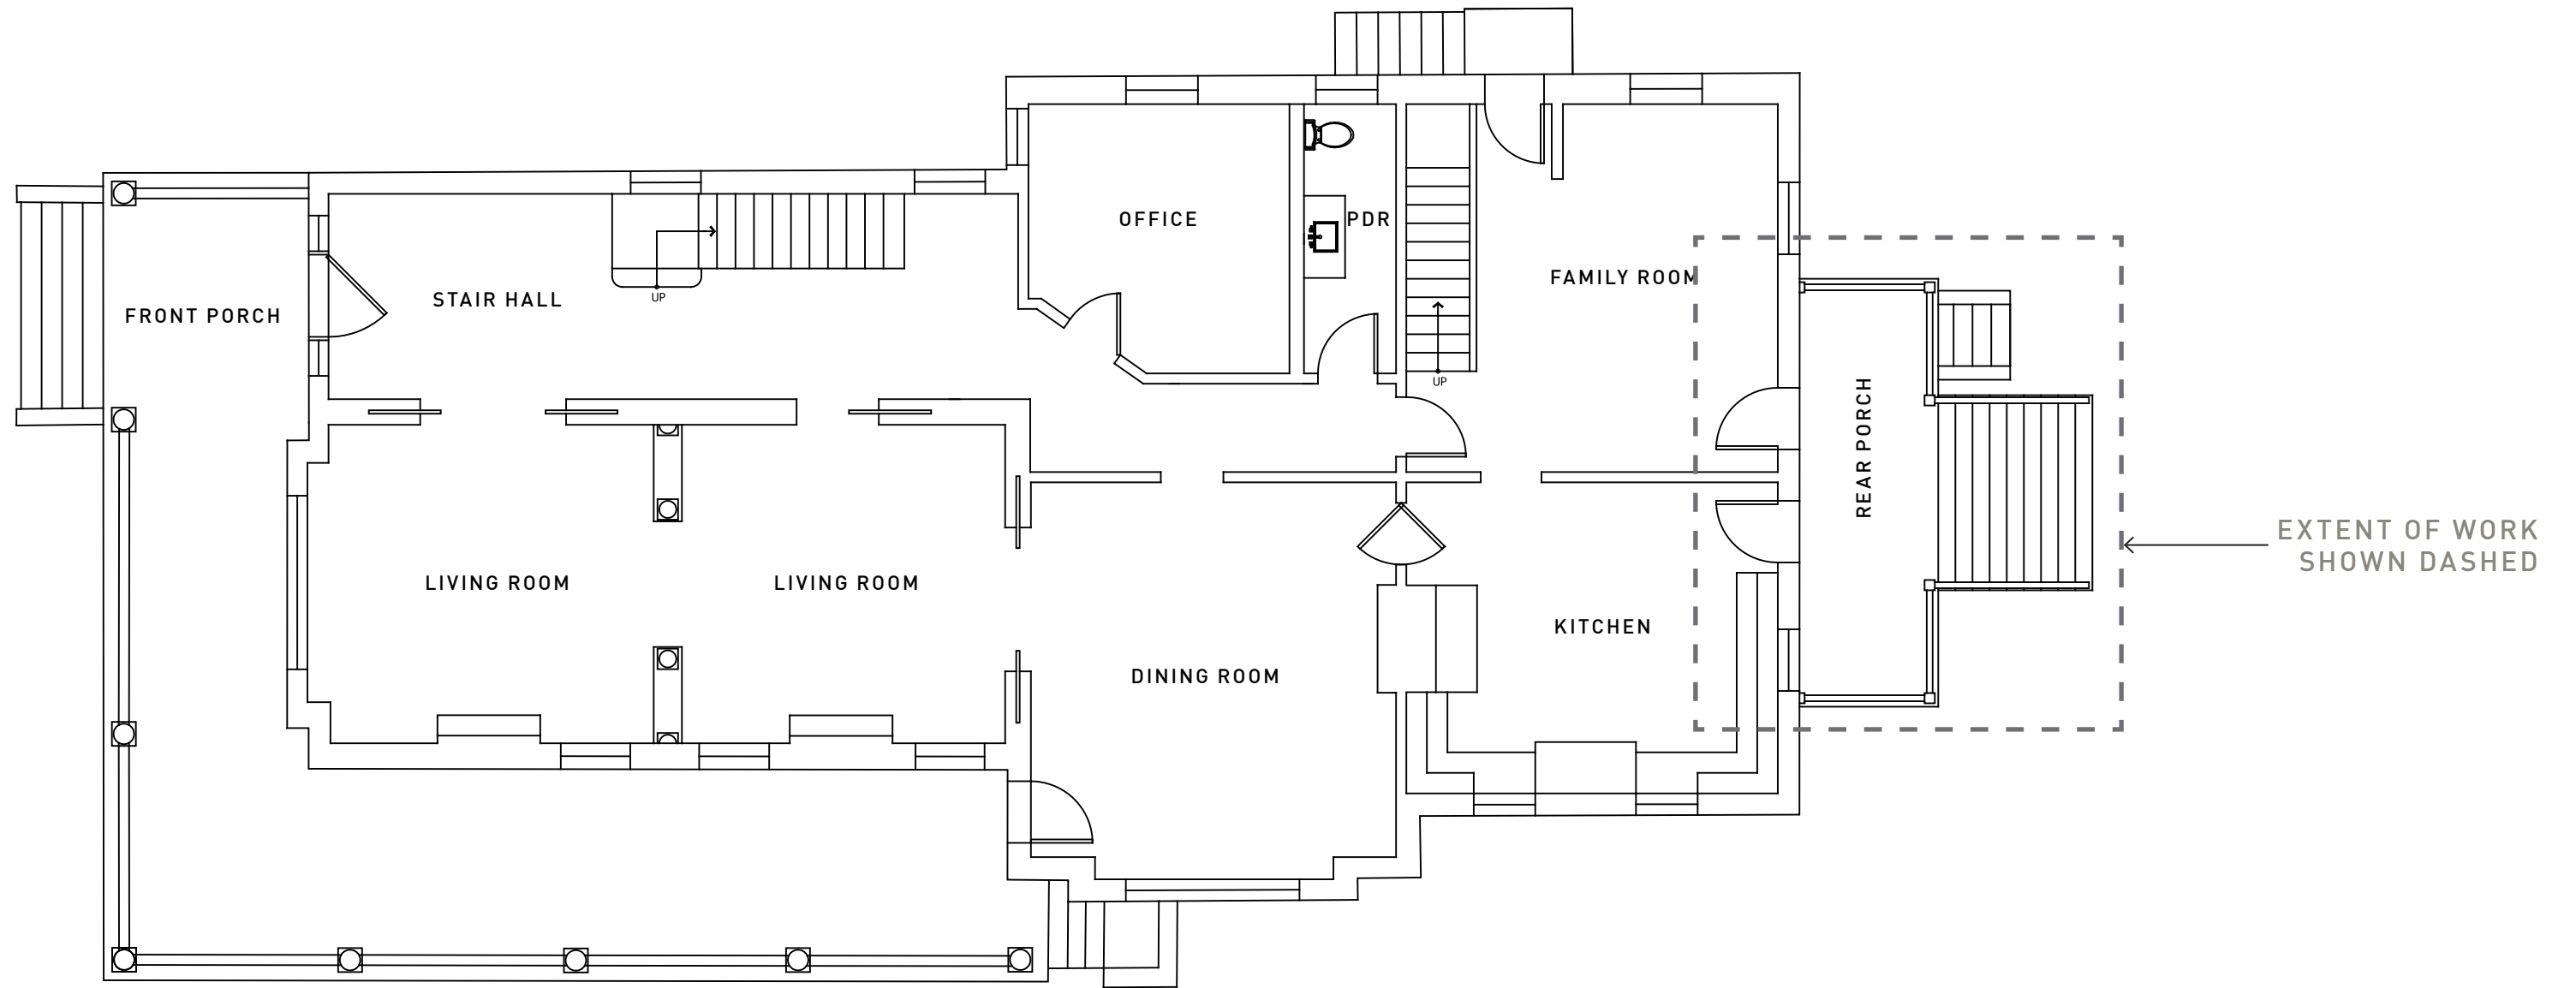 OFFICE
PDR
FAMILY ROOM
STAIR HALL
UP
FRONT PORCH
UP
REAR PORCH
EXTENT OF WORK
SHOWN DASHED
LIVING ROOM
LIVING ROOM
KITCHEN
DINING ROOM